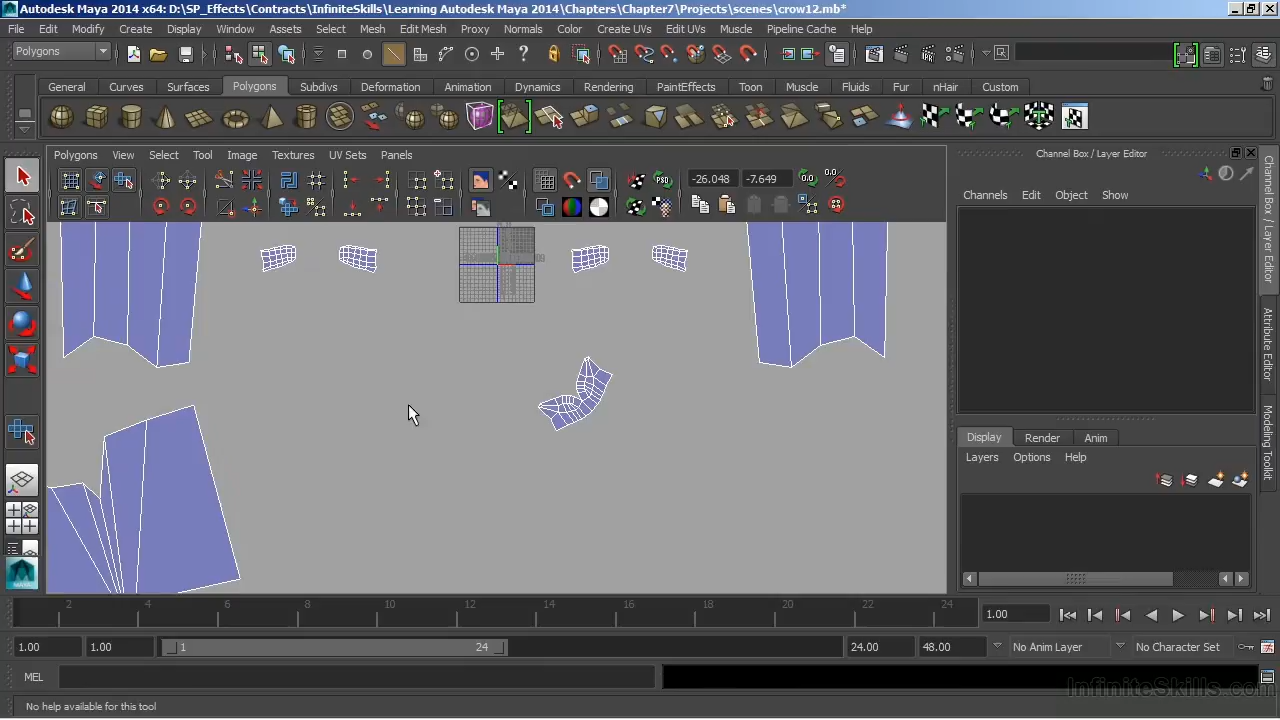 Autodesk Maya 2014 x64: D:\SP_Effects\Contracts\InfiniteSkills\Learning Autodesk Maya 2014\Chapters\Chapter7\Projects\scenes\crow12.mb*
File Edit Modify Create Display Window Assets Select Mesh Edit Mesh Proxy Normals Color Create UVs Edit UVs Muscle Pipeline Cache Help
Polygons
General Curves Surfaces Polygons Subdivs Deformation Animation Dynamics Rendering PaintEffects Toon Muscle Fluids Fur nHair Custom
Polygons View Select Tool Image Textures UV Sets Panels
Channel Box / Layer Editor
-26.048 -7.649
PSD
0.0
Channels Edit Object Show
Channel Box / Layer Editor
Attribute Editor
Modeling Toolkit
Display Render Anim
Layers Options Help
2 4 6 8 10 12 14 16 18 20 22 24
1.00
1.00 1.00 1 24 24.00 48.00 No Anim Layer No Character Set
MEL
InfiniteSkills.com
No help available for this tool